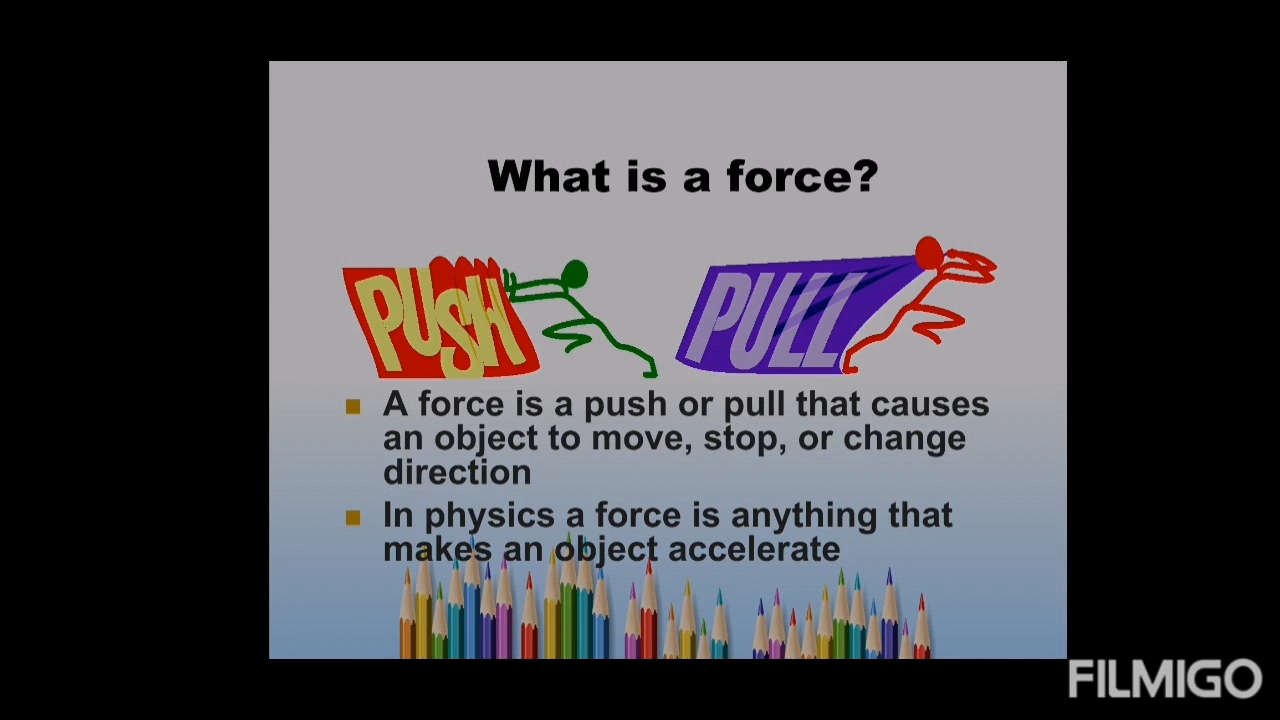 What is a force?
PUSH
PULL
A force is a push or pull that causes
an object to move, stop, or change
direction
In physics a force is anything that
makes an object accelerate
FILMIGO